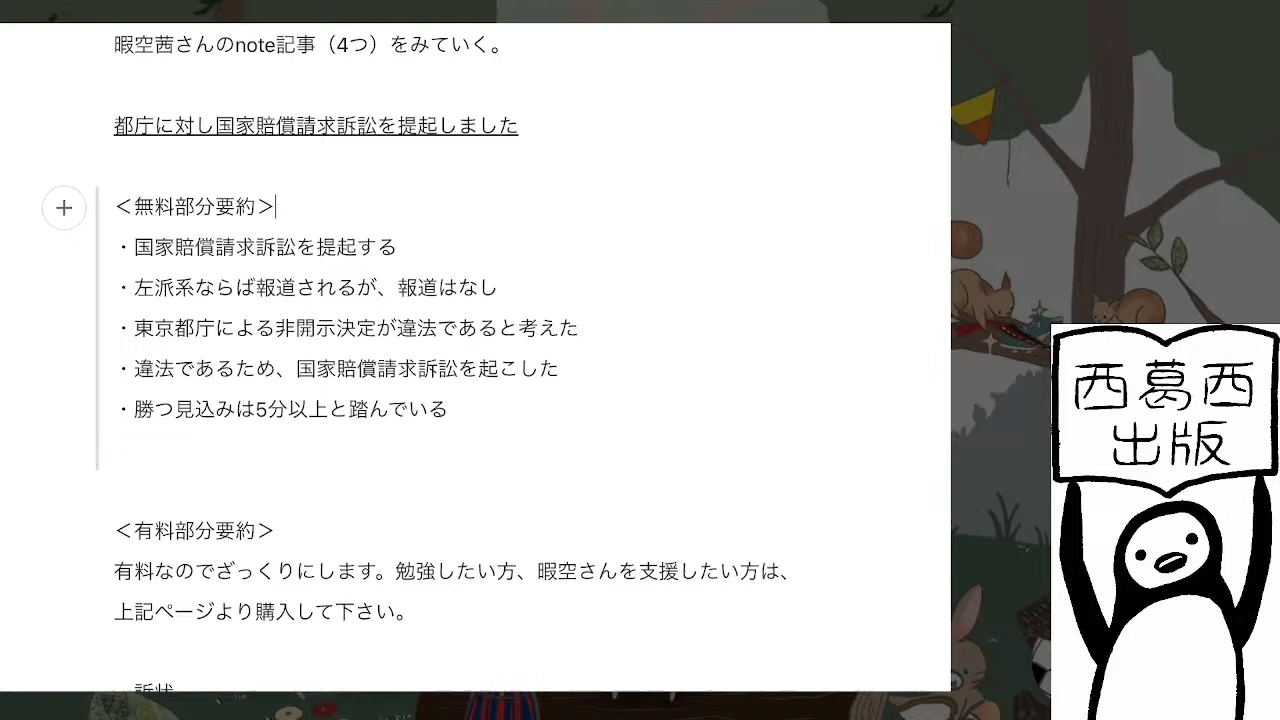 暇空茜さんのnote記事（4つ）をみていく。
都庁に対し国家賠償請求訴訟を提起しました
＜無料部分要約＞
・国家賠償請求訴訟を提起する
・左派系ならば報道されるが、報道はなし
・東京都庁による非開示決定が違法であると考えた
・違法であるため、国家賠償請求訴訟を起こした
・勝つ見込みは5分以上と踏んでいる
＜有料部分要約＞
有料なのでざっくりにします。勉強したい方、暇空さんを支援したい方は、
上記ページより購入して下さい。
・訴状
西葛西
出版